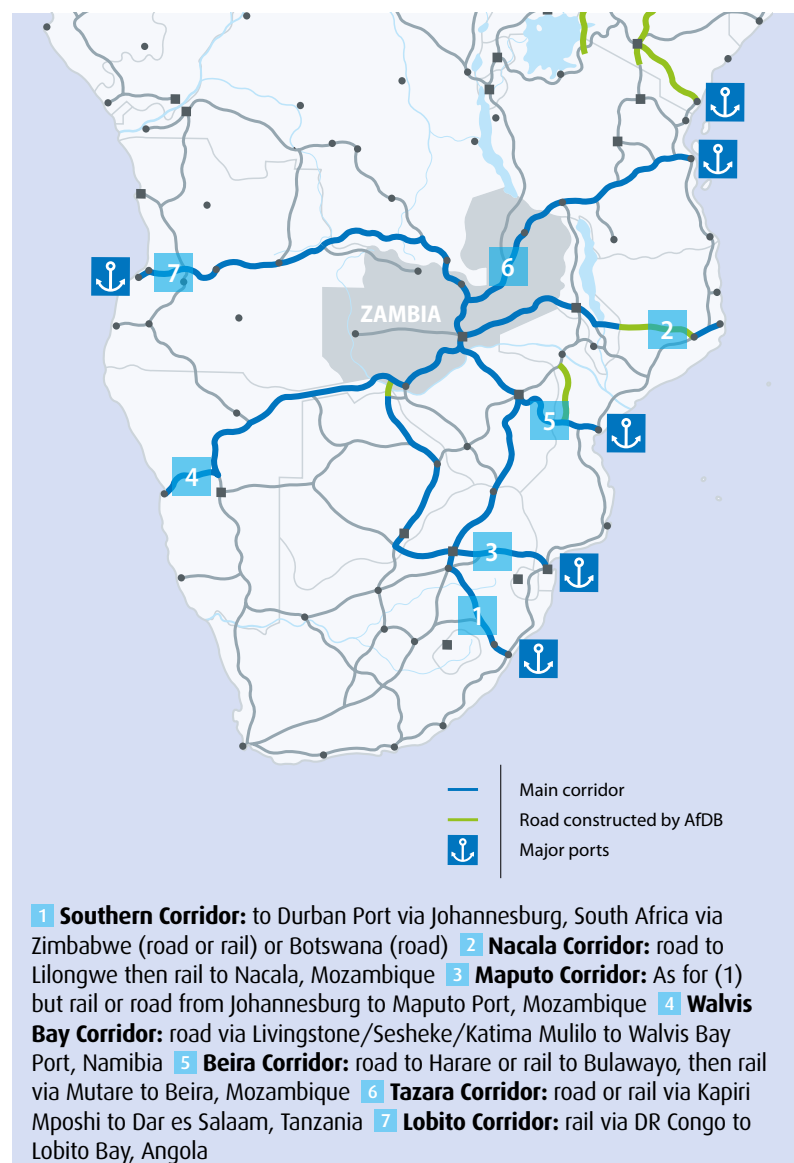 6
7
ZAMBIA
2
5
4
3
1
Main corridor
Road constructed by AfDB
Major ports
1 Southern Corridor: to Durban Port via Johannesburg, South Africa via
Zimbabwe (road or rail) or Botswana (road) 2 Nacala Corridor: road to
Lilongwe then rail to Nacala, Mozambique 3 Maputo Corridor: As for (1)
but rail or road from Johannesburg to Maputo Port, Mozambique 4 Walvis
Bay Corridor: road via Livingstone/Sesheke/Katima Mulilo to Walvis Bay
Port, Namibia 5 Beira Corridor: road to Harare or rail to Bulawayo, then rail
via Mutare to Beira, Mozambique 6 Tazara Corridor: road or rail via Kapiri
Mposhi to Dar es Salaam, Tanzania 7 Lobito Corridor: rail via DR Congo to
Lobito Bay, Angola